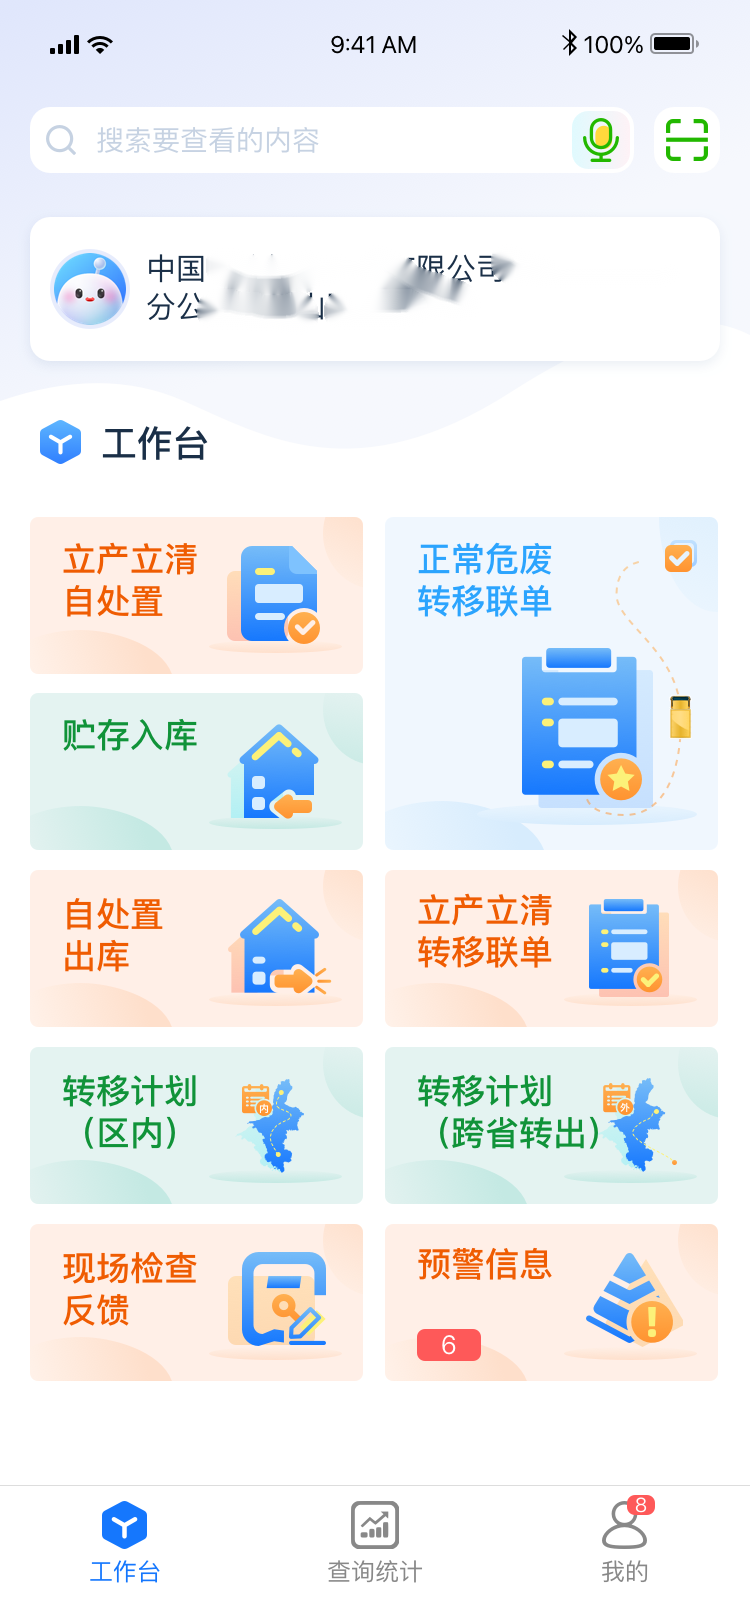 9:41 AM
100%
搜索要查看的内容
中国 限公司
分公
工作台
立产立清
自处置
正常危废
转移联单
贮存入库
自处置
出库
立产立清
转移联单
转移计划
（区内）
内
转移计划
（跨省转出）
外
现场检查
反馈
预警信息
6
工作台
查询统计
8
我的